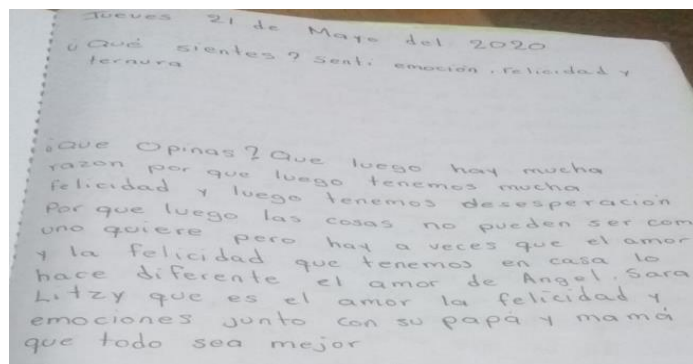 Jueves 21 de Mayo del 2020
¿Qué sientes? Sentí emoción, felicidad y
ternura
¿Que Opinas? Que luego hay mucha
razon por que luego tenemos mucha
felicidad y luego tenemos desesperación
Por que luego las cosas no pueden ser com
uno quiere pero hay a veces que el amor
y la felicidad que tenemos en casa lo
hace diferente el amor de Angel, Sara
Litzy que es el amor la felicidad y
emociones junto con su papá y mamá
que todo sea mejor